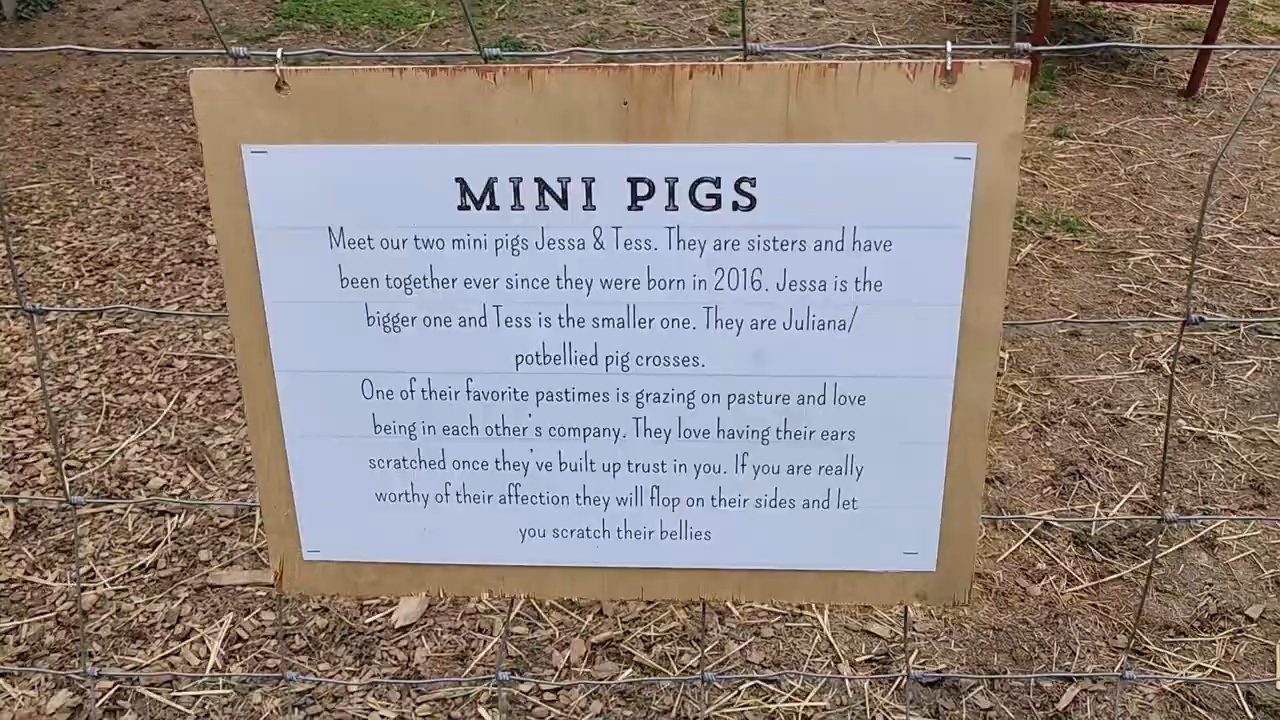 MINI PIGS
Meet our two mini pigs Jessa & Tess. They are sisters and have
been together ever since they were born in 2016. Jessa is the
bigger one and Tess is the smaller one. They are Juliana/
potbellied pig crosses.
One of their favorite pastimes is grazing on pasture and love
being in each other's company. They love having their ears
scratched once they've built up trust in you. If you are really
worthy of their affection they will flop on their sides and let
you scratch their bellies